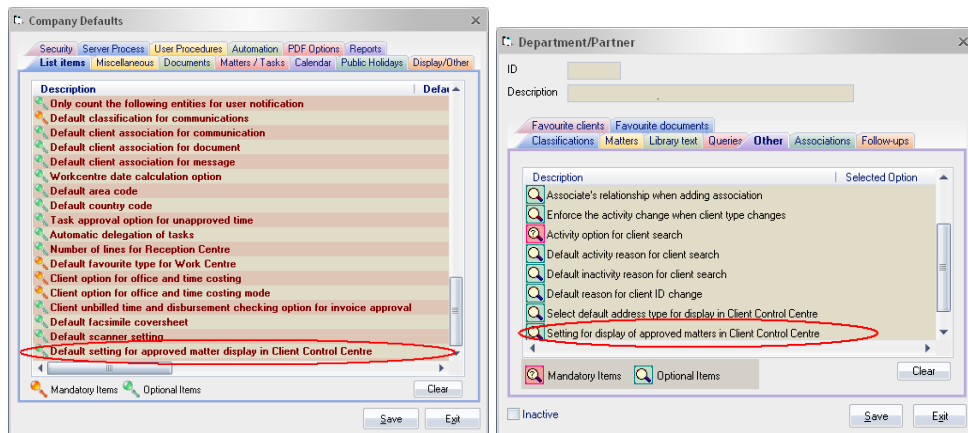 Company Defaults
Security Server Process User Procedures Automation PDF Options Reports
List items Miscellaneous Documents Matters / Tasks Calendar Public Holidays Display/Other
Description Defau
Only count the following entities for user notification
Default classification for communications
Default client association for communication
Default client association for document
Default client association for message
Workcentre date calculation option
Default area code
Default country code
Task approval option for unapproved time
Automatic delegation of tasks
Number of lines for Reception Centre
Default favourite type for Work Centre
Client option for office and time costing
Client option for office and time costing mode
Client unbilled time and disbursement checking option for invoice approval
Default facsimile coversheet
Default scanner setting
Default setting for approved matter display in Client Control Centre
Mandatory Items Optional Items
Clear
Save Exit
Department/Partner
ID
Description
Favourite clients Favourite documents
Classifications Matters Library text Queries Other Associations Follow-ups
Description Selected Option
Associate's relationship when adding association
Enforce the activity change when client type changes
Activity option for client search
Default activity reason for client search
Default inactivity reason for client search
Default reason for client ID change
Select default address type for display in Client Control Centre
Setting for display of approved matters in Client Control Centre
Mandatory Items Optional Items
Clear
Inactive
Save Exit